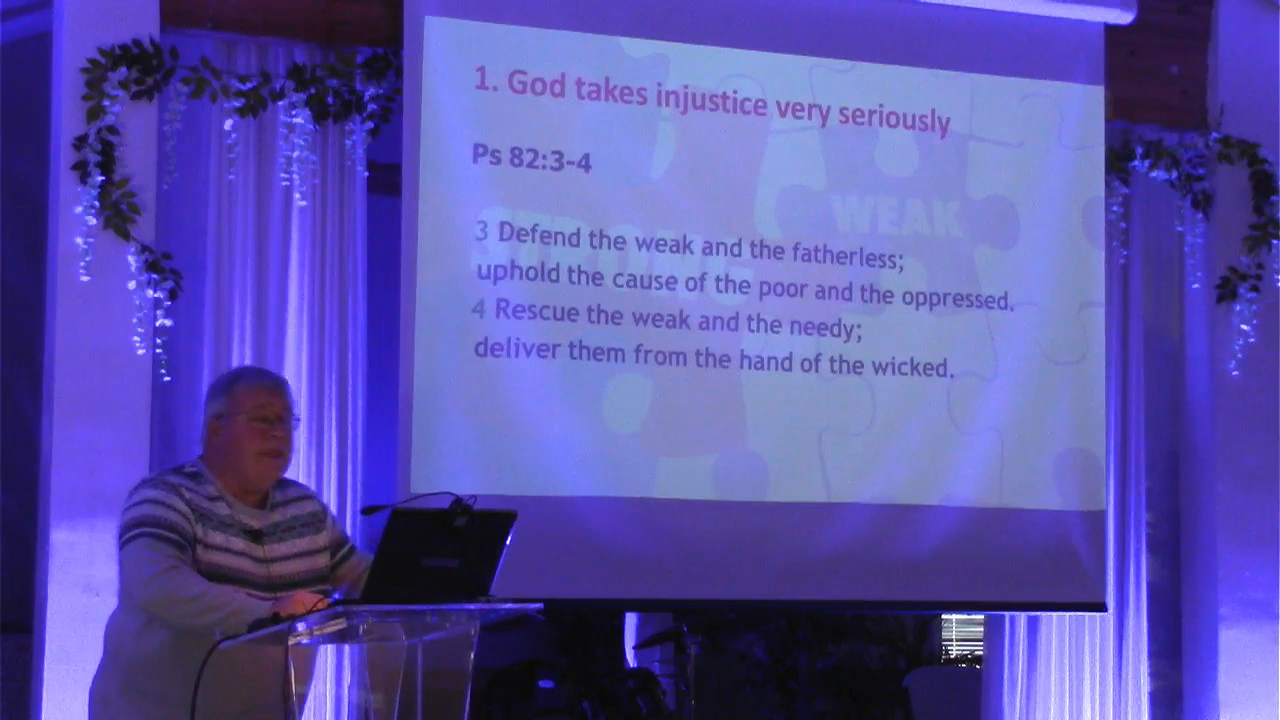 1. God takes injustice very seriously
Ps 82:3-4
WEAK
3 Defend the weak and the fatherless;
uphold the cause of the poor and the oppressed.
4 Rescue the weak and the needy;
deliver them from the hand of the wicked.